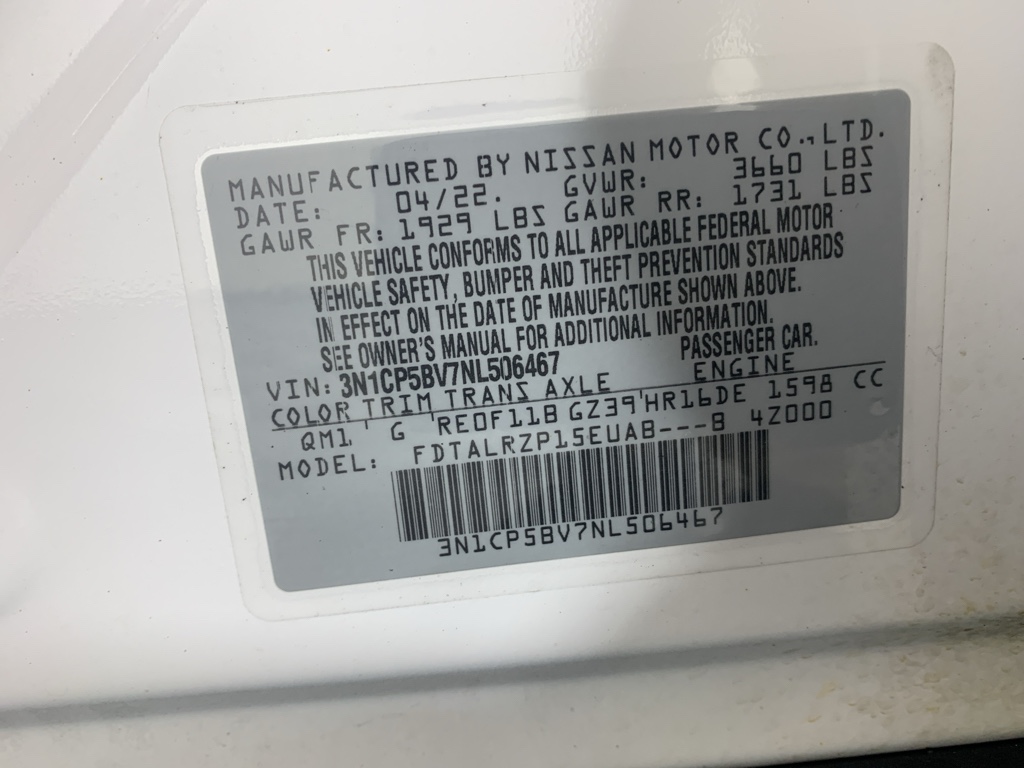 MANUFACTURED BY NISSAN MOTOR CO., LTD.
DATE: 04/22. GVWR: 3660 LBS
GAWR FR: 1929 LBS GAWR RR: 1731 LBS
THIS VEHICLE CONFORMS TO ALL APPLICABLE FEDERAL MOTOR
VEHICLE SAFETY, BUMPER AND THEFT PREVENTION STANDARDS
IN EFFECT ON THE DATE OF MANUFACTURE SHOWN ABOVE.
SEE OWNER'S MANUAL FOR ADDITIONAL INFORMATION.
VIN: 3N1CP5BV7NL506467 PASSENGER CAR.
COLOR TRIM TRANS AXLE ENGINE
QM1 G RE0F11B GZ39 HR16DE 1598 CC
MODEL: FDTALRZP15EUAB---B 4Z000
3N1CP5BV7NL506467